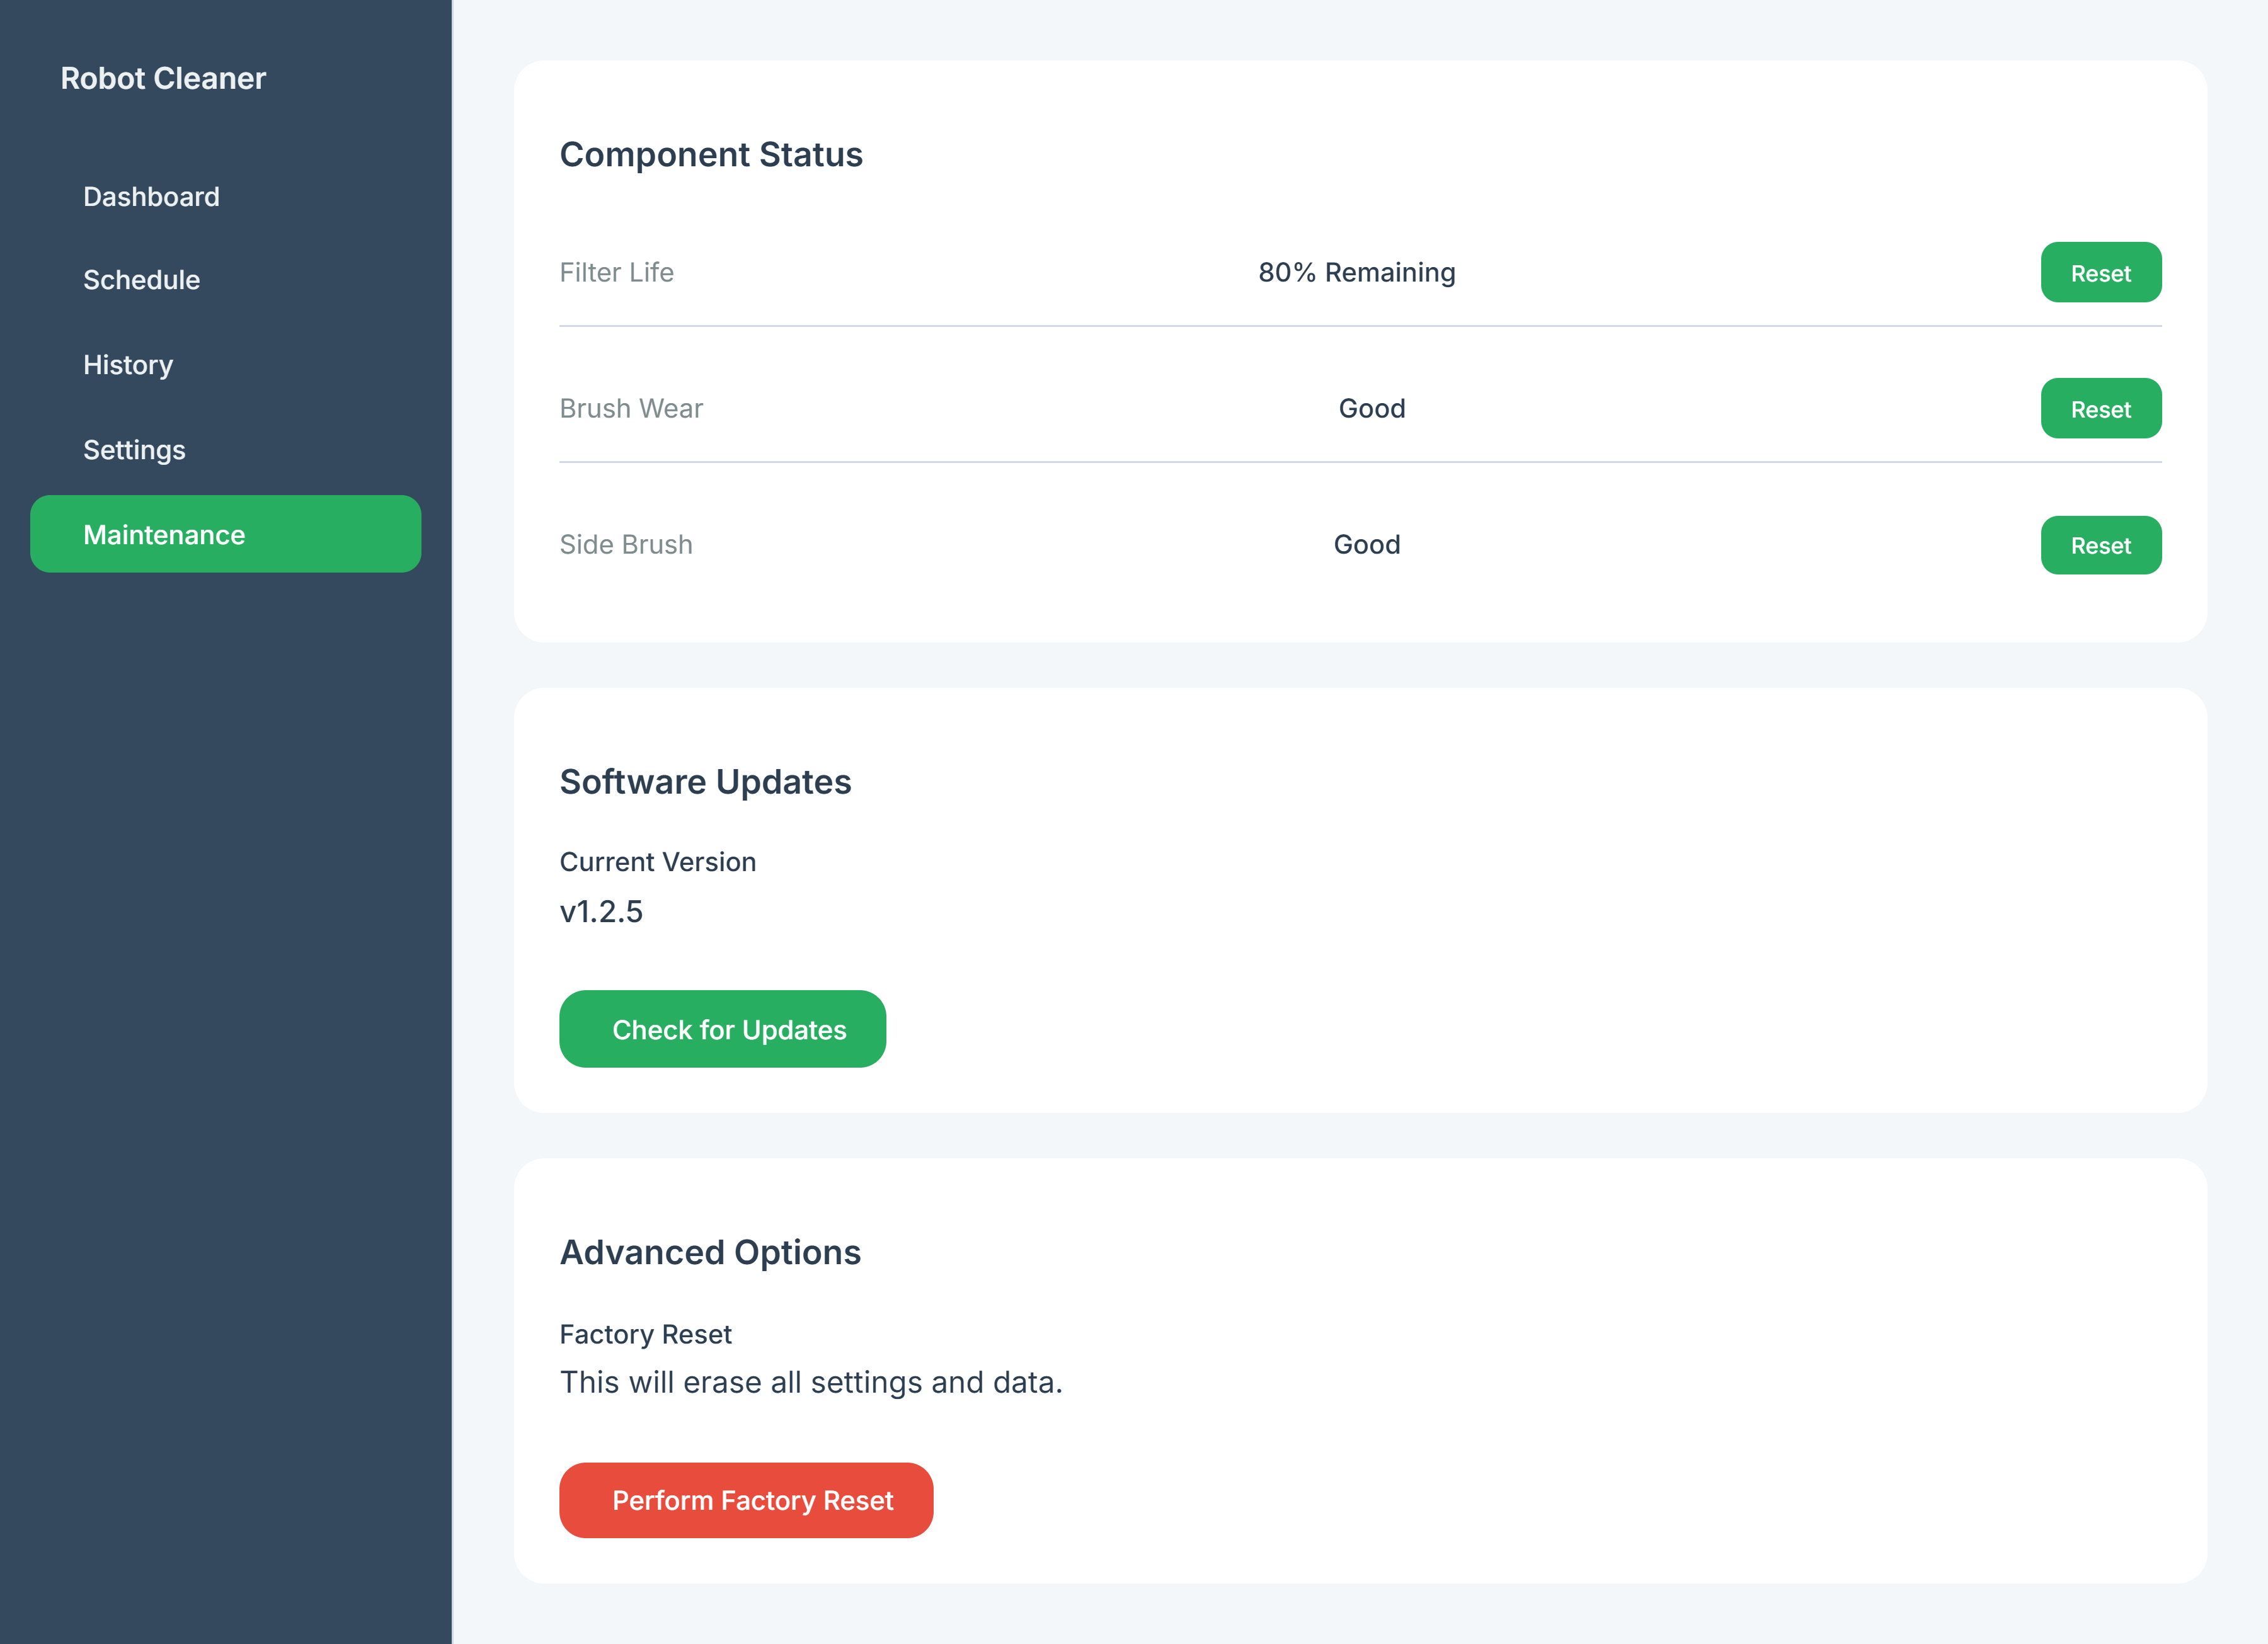 Robot Cleaner
Dashboard
Schedule
History
Settings
Maintenance
Component Status
Filter Life 80% Remaining Reset
Brush Wear Good Reset
Side Brush Good Reset
Software Updates
Current Version
v1.2.5
Check for Updates
Advanced Options
Factory Reset
This will erase all settings and data.
Perform Factory Reset